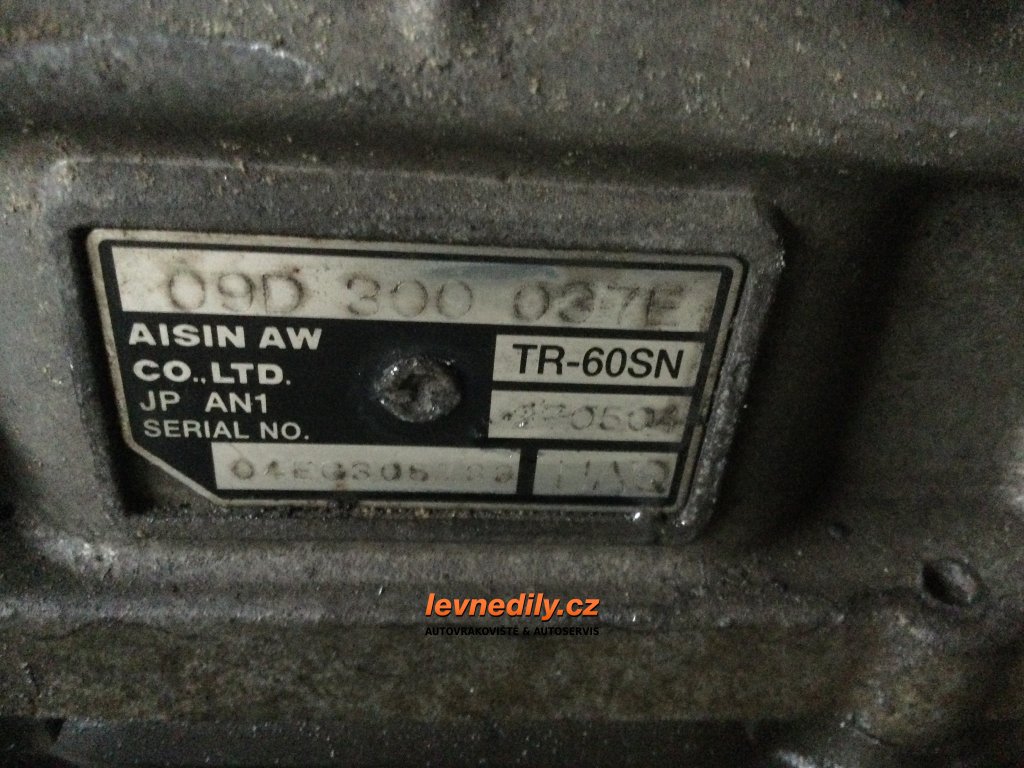 09D 300 037E
AISIN AW
CO.,LTD.
TR-60SN
JP AN1
SERIAL NO.
levnedily.cz
AUTOVRAKOVIŠTĚ & AUTOSERVIS